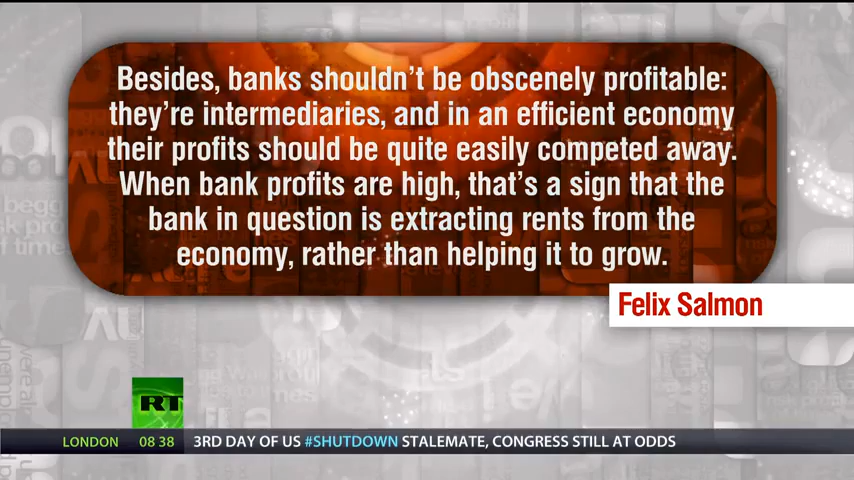 Besides, banks shouldn't be obscenely profitable:
they're intermediaries, and in an efficient economy
their profits should be quite easily competed away.
When bank profits are high, that's a sign that the
bank in question is extracting rents from the
economy, rather than helping it to grow.
Felix Salmon
RT
LONDON 08 38 3RD DAY OF US #SHUTDOWN STALEMATE, CONGRESS STILL AT ODDS